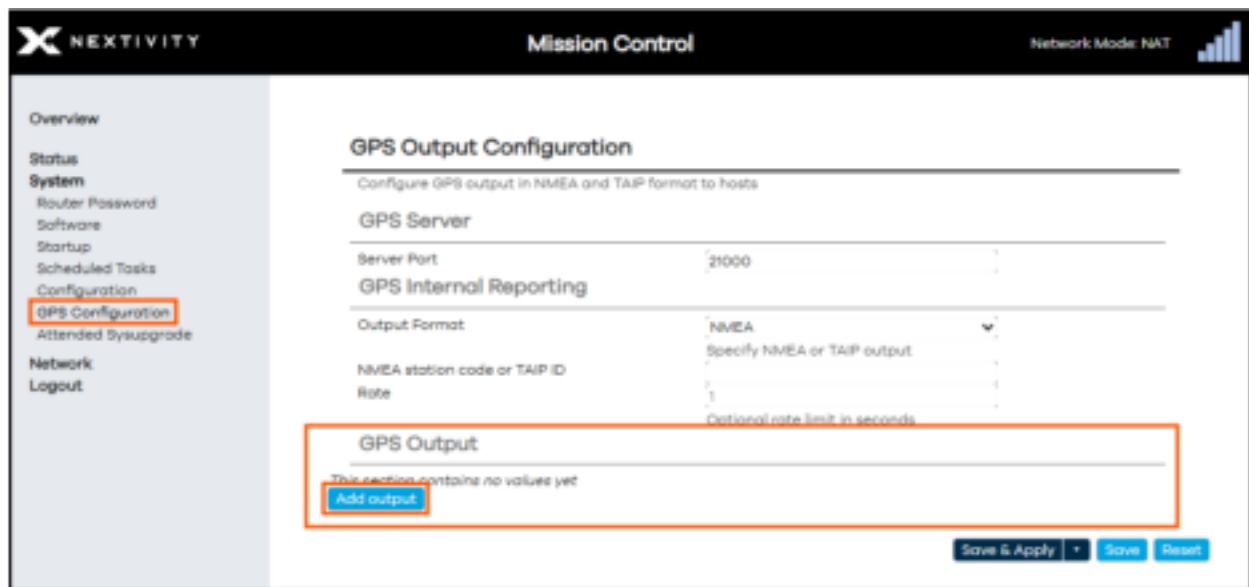 NEXTIVITY
Mission Control
Network Mode: NAT
Overview
Status
System
Router Password
Software
Startup
Scheduled Tasks
Configuration
GPS Configuration
Attended Sysupgrade
Network
Logout
GPS Output Configuration
Configure GPS output in NMEA and TAIP format to hosts
GPS Server
Server Port
21000
GPS Internal Reporting
Output Format
NMEA
Specify NMEA or TAIP output
NMEA station code or TAIP ID
Rate
1
Optional rate limit in seconds
GPS Output
This section contains no values yet
Add output
Save & Apply
Save
Reset